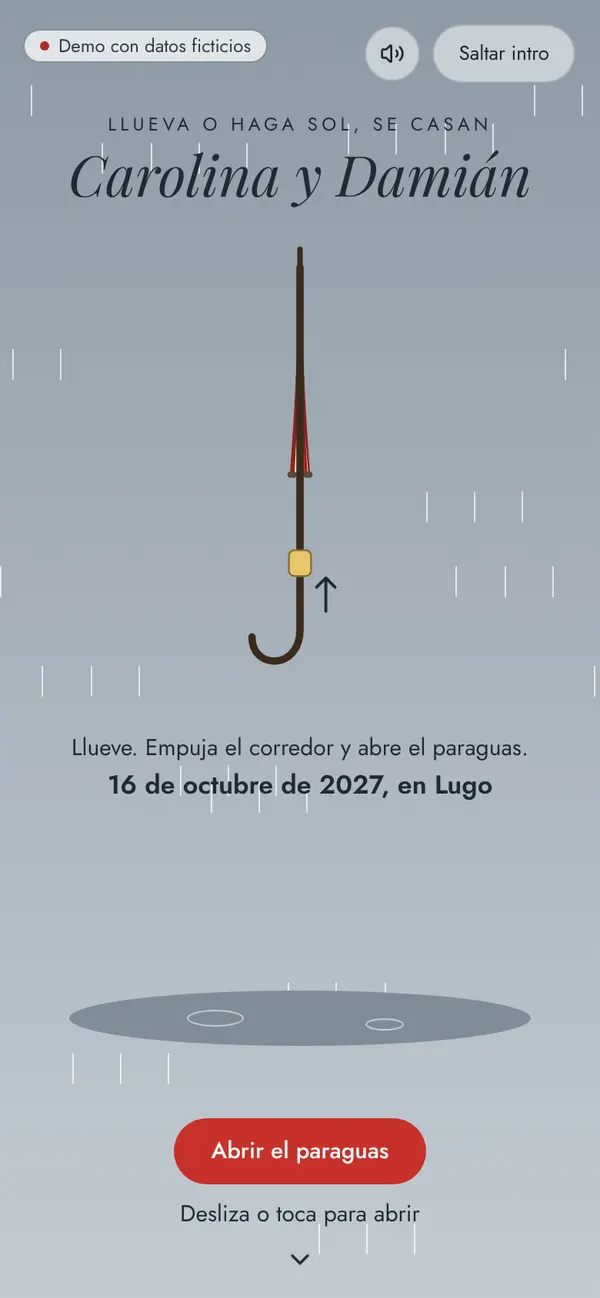 Demo con datos ficticios
Saltar intro
LLUEVA O HAGA SOL, SE CASAN
Carolina y Damián
Llueve. Empuja el corredor y abre el paraguas.
16 de octubre de 2027, en Lugo
Abrir el paraguas
Desliza o toca para abrir